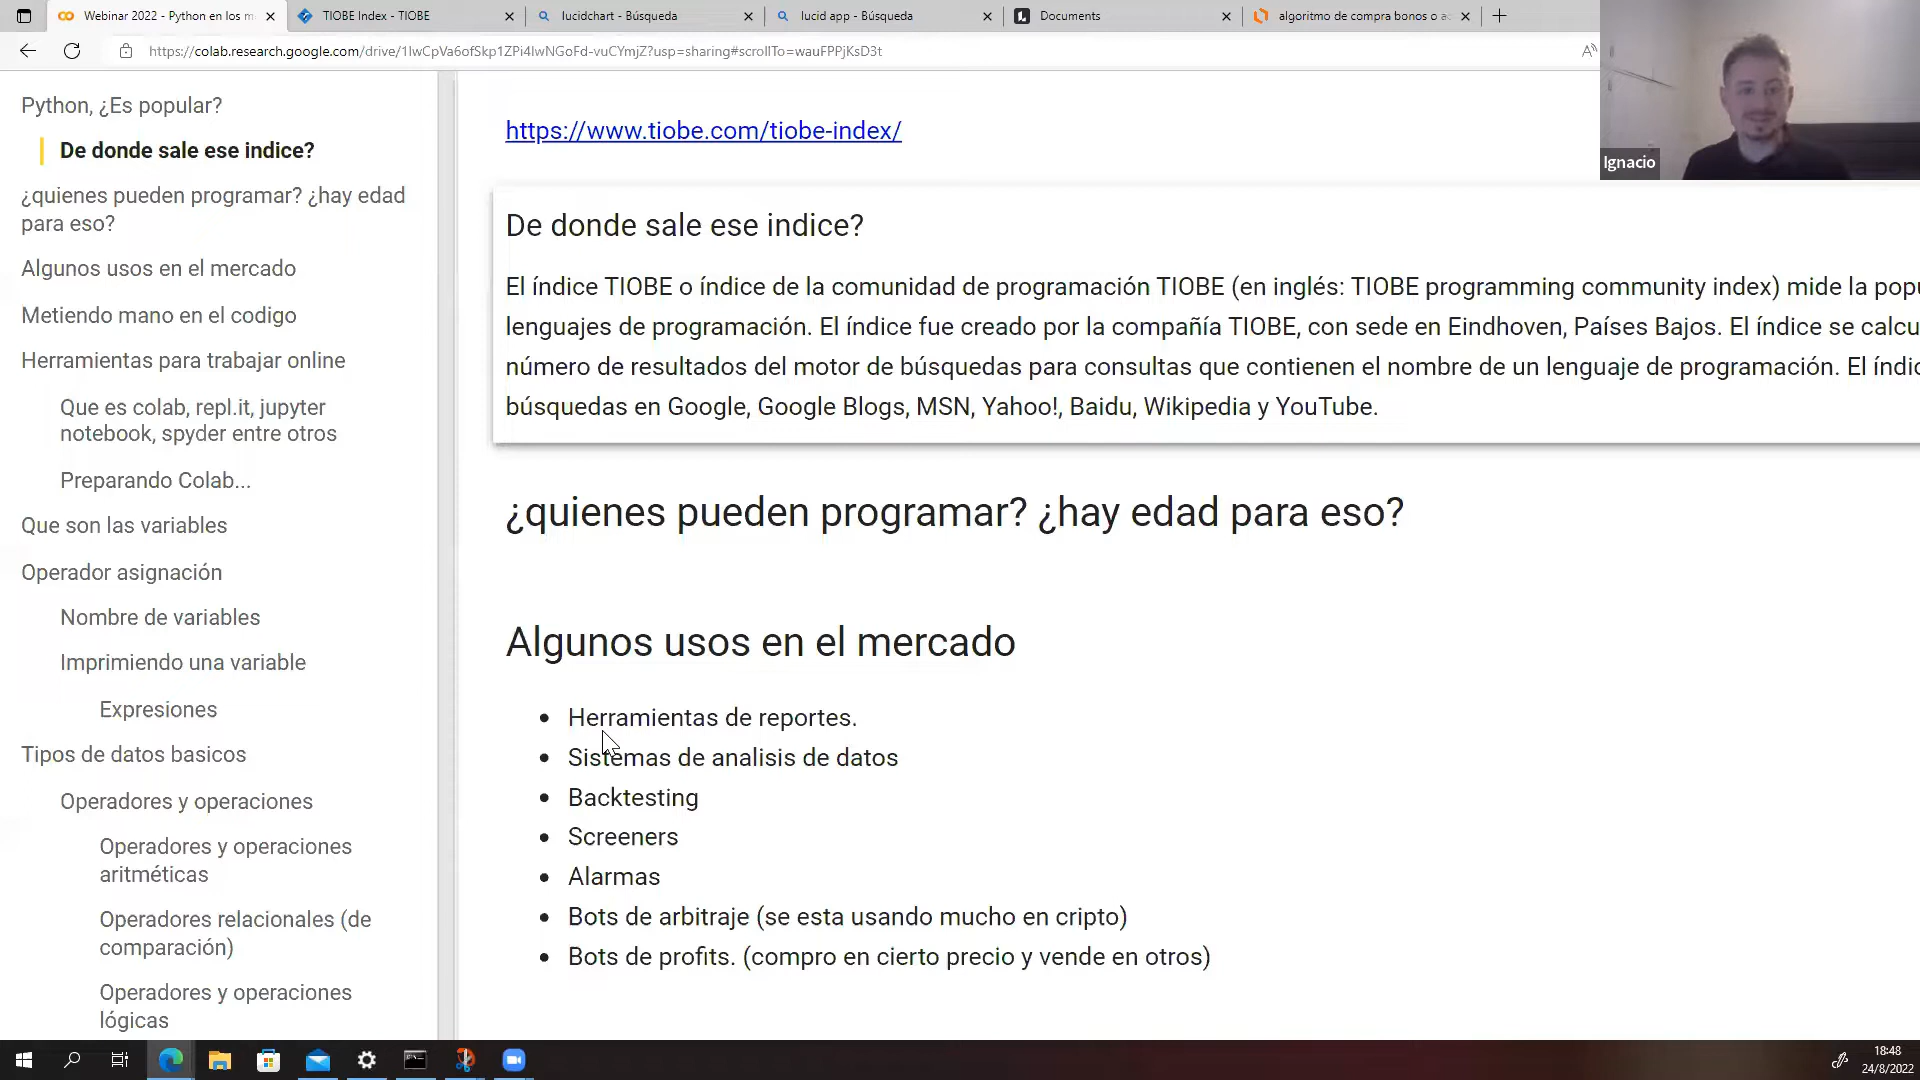 Webinar 2022 - Python en los m
TIOBE Index - TIOBE
lucidchart - Búsqueda
lucid app - Búsqueda
Documents
algoritmo de compra bonos o ac
https://colab.research.google.com/drive/1IwCpVa6ofSkp1ZPi4IwNGoFd-vuCYmjZ?usp=sharing#scrollTo=wauFPPjKsD3t
Ignacio
Python, ¿Es popular?
De donde sale ese indice?
¿quienes pueden programar? ¿hay edad
para eso?
Algunos usos en el mercado
Metiendo mano en el codigo
Herramientas para trabajar online
Que es colab, repl.it, jupyter
notebook, spyder entre otros
Preparando Colab...
Que son las variables
Operador asignación
Nombre de variables
Imprimiendo una variable
Expresiones
Tipos de datos basicos
Operadores y operaciones
Operadores y operaciones
aritméticas
Operadores relacionales (de
comparación)
Operadores y operaciones
lógicas
https://www.tiobe.com/tiobe-index/
De donde sale ese indice?
El índice TIOBE o índice de la comunidad de programación TIOBE (en inglés: TIOBE programming community index) mide la popu
lenguajes de programación. El índice fue creado por la compañía TIOBE, con sede en Eindhoven, Países Bajos. El índice se calcu
número de resultados del motor de búsquedas para consultas que contienen el nombre de un lenguaje de programación. El índic
búsquedas en Google, Google Blogs, MSN, Yahoo!, Baidu, Wikipedia y YouTube.
¿quienes pueden programar? ¿hay edad para eso?
Algunos usos en el mercado
• Herramientas de reportes.
• Sistemas de analisis de datos
• Backtesting
• Screeners
• Alarmas
• Bots de arbitraje (se esta usando mucho en cripto)
• Bots de profits. (compro en cierto precio y vende en otros)
18:48
24/8/2022